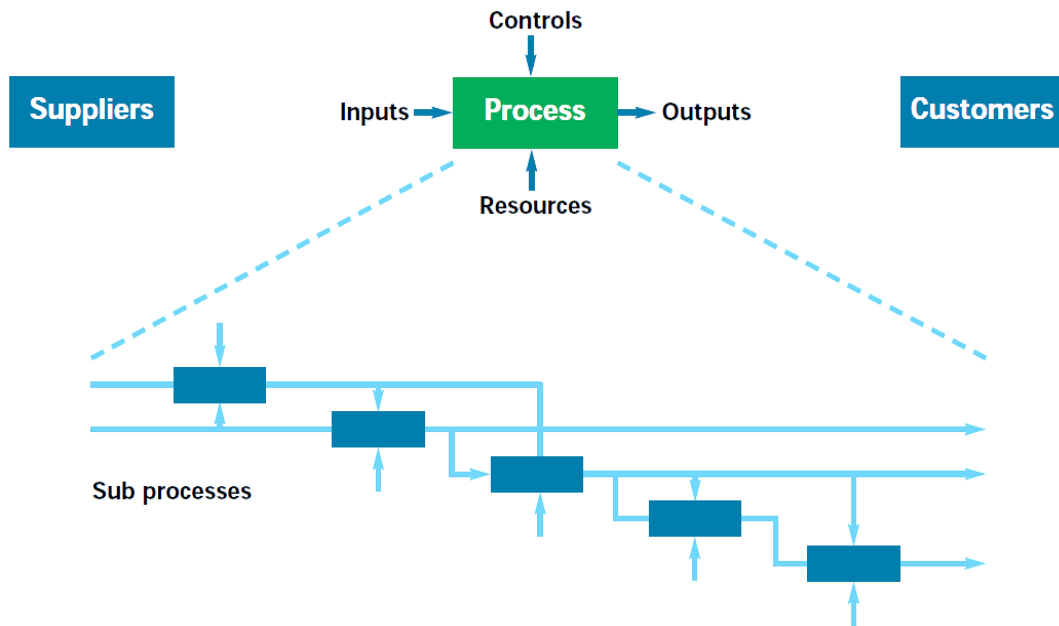 Controls
Suppliers
Inputs
Process
Outputs
Customers
Resources
Sub processes